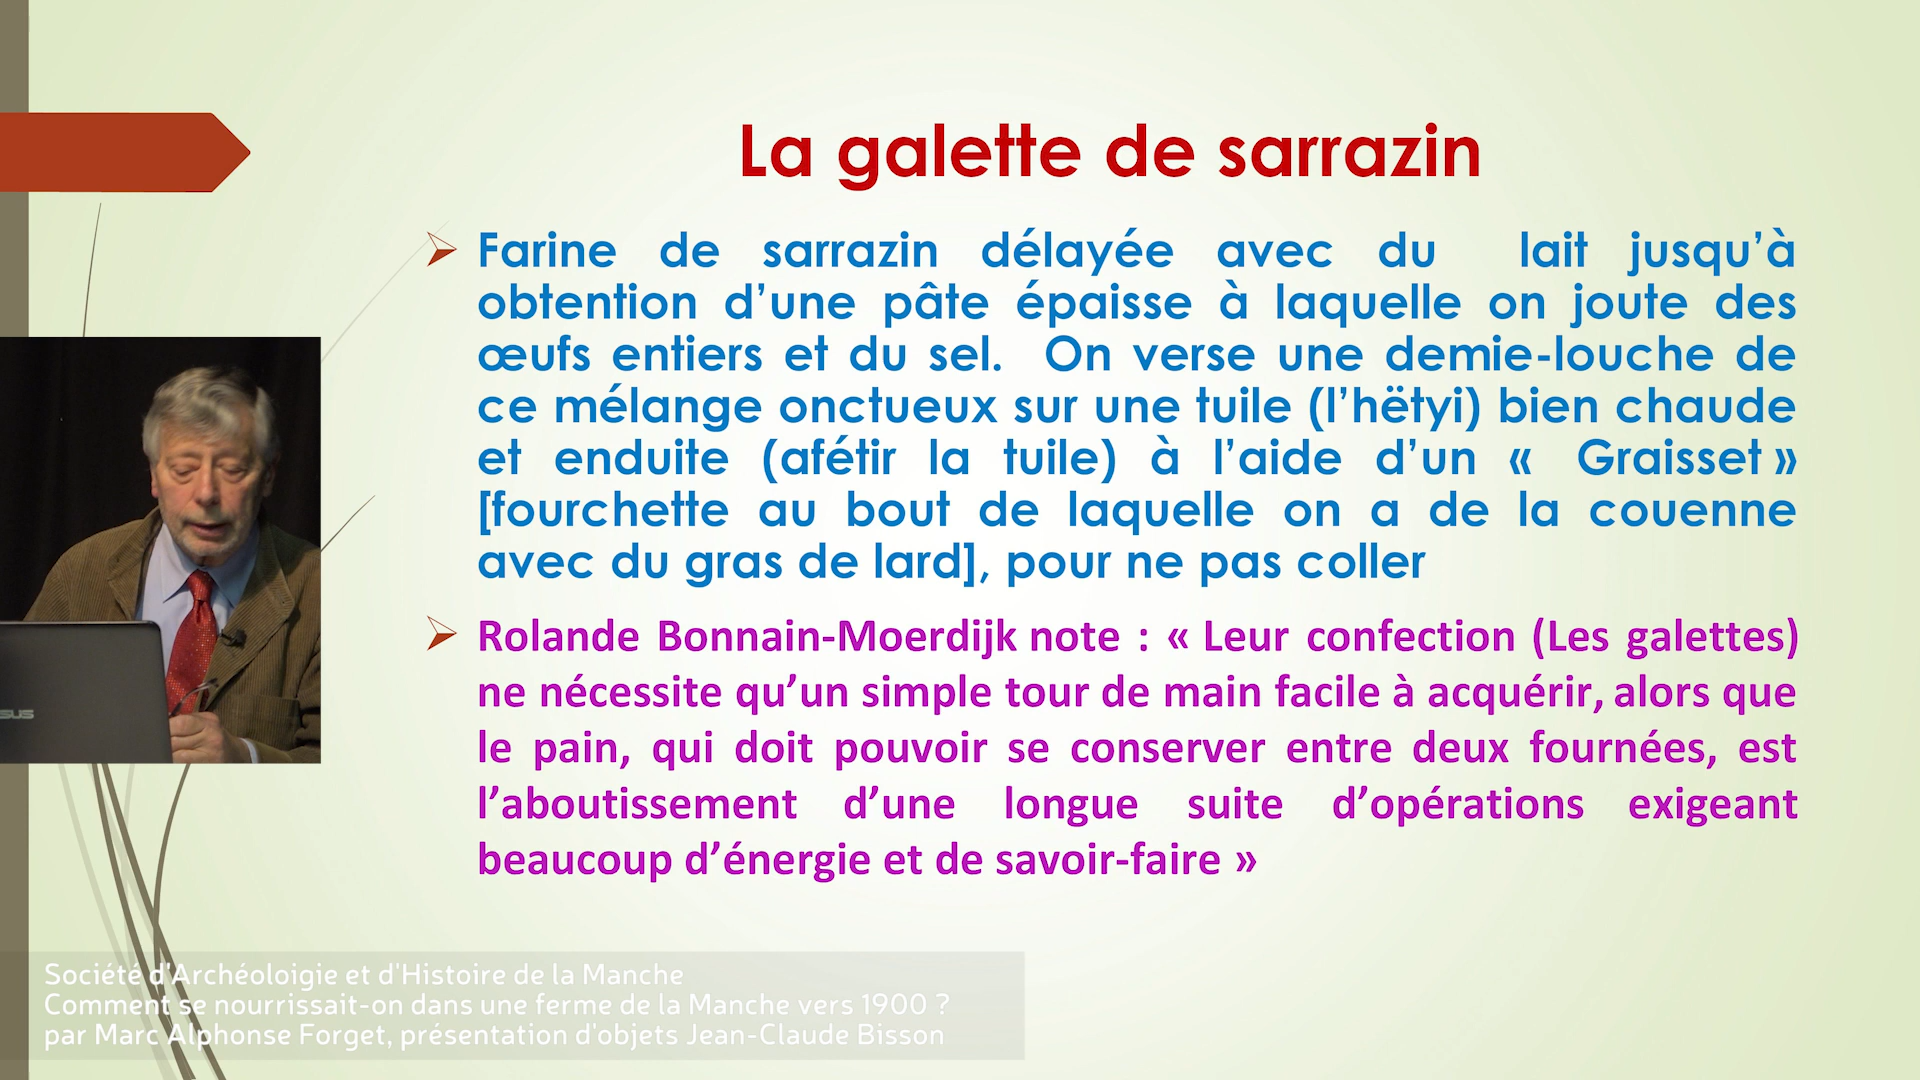 La galette de sarrazin
Farine de sarrazin délayée avec du lait jusqu’à
obtention d’une pâte épaisse à laquelle on joute des
œufs entiers et du sel. On verse une demie-louche de
ce mélange onctueux sur une tuile (l’hëtyi) bien chaude
et enduite (afétir la tuile) à l’aide d’un « Graisset »
[fourchette au bout de laquelle on a de la couenne
avec du gras de lard], pour ne pas coller
Rolande Bonnain-Moerdijk note : « Leur confection (Les galettes)
ne nécessite qu’un simple tour de main facile à acquérir, alors que
le pain, qui doit pouvoir se conserver entre deux fournées, est
l’aboutissement d’une longue suite d’opérations exigeant
beaucoup d’énergie et de savoir-faire »
SUS
Société d'Archéoloigie et d'Histoire de la Manche
Comment se nourrissait-on dans une ferme de la Manche vers 1900 ?
par Marc Alphonse Forget, présentation d'objets Jean-Claude Bisson